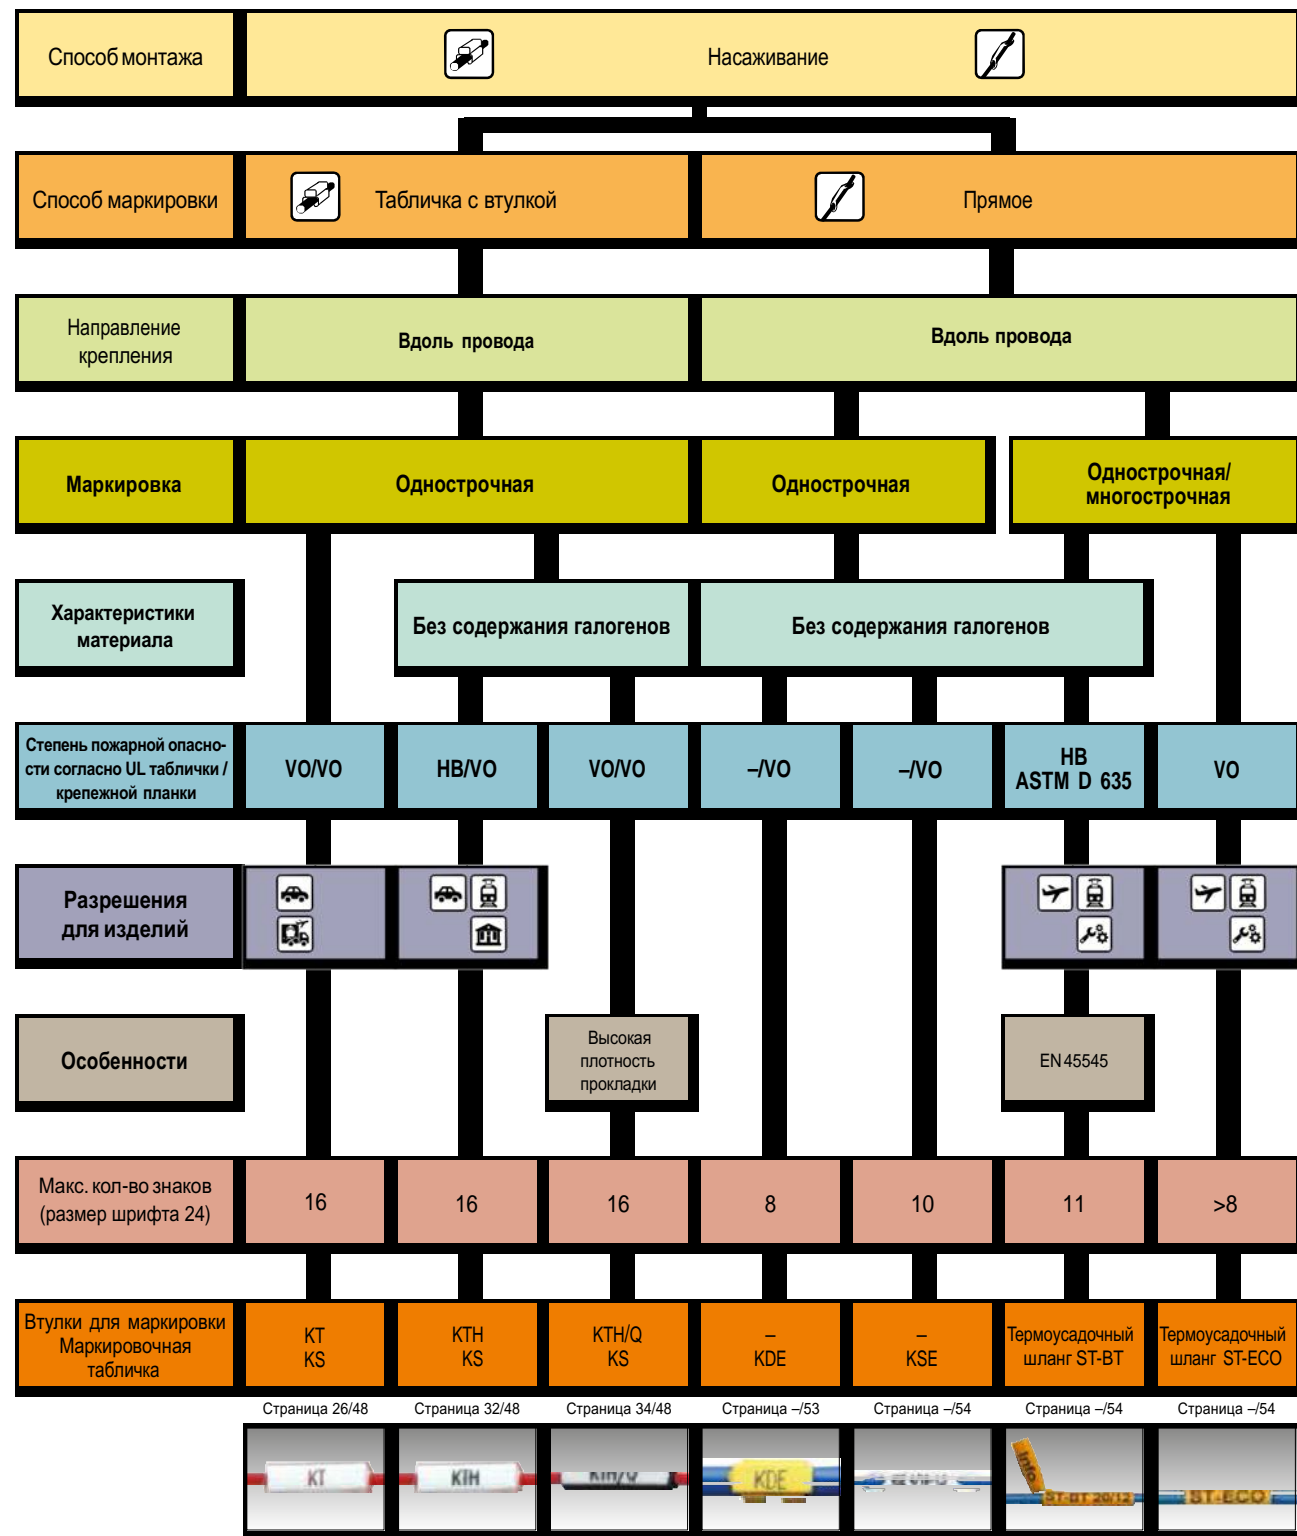 Способ монтажа
Насаживание
Способ маркировки
Табличка с втулкой
Прямое
Направление
крепления
Вдоль провода
Вдоль провода
Маркировка
Однострочная
Однострочная
Однострочная/
многострочная
Характеристики
материала
Без содержания галогенов
Без содержания галогенов
Степень пожарной опасно-
сти согласно UL таблички /
крепежной планки
VO/VO
HB/VO
VO/VO
–/VO
–/VO
HB
ASTM D 635
VO
Разрешения
для изделий
Особенности
Высокая
плотность
прокладки
EN 45545
Макс. кол-во знаков
(размер шрифта 24)
16
16
16
8
10
11
>8
Втулки для маркировки
Маркировочная
табличка
KT
KS
KTH
KS
KTH/Q
KS
–
KDE
–
KSE
Термоусадочный
шланг ST-BT
Термоусадочный
шланг ST-ECO
Страница 26/48
Страница 32/48
Страница 34/48
Страница –/53
Страница –/54
Страница –/54
Страница –/54
KT
KTH
KTH/Q
KDE
Info
ST-BT 20/12
ST-ECO